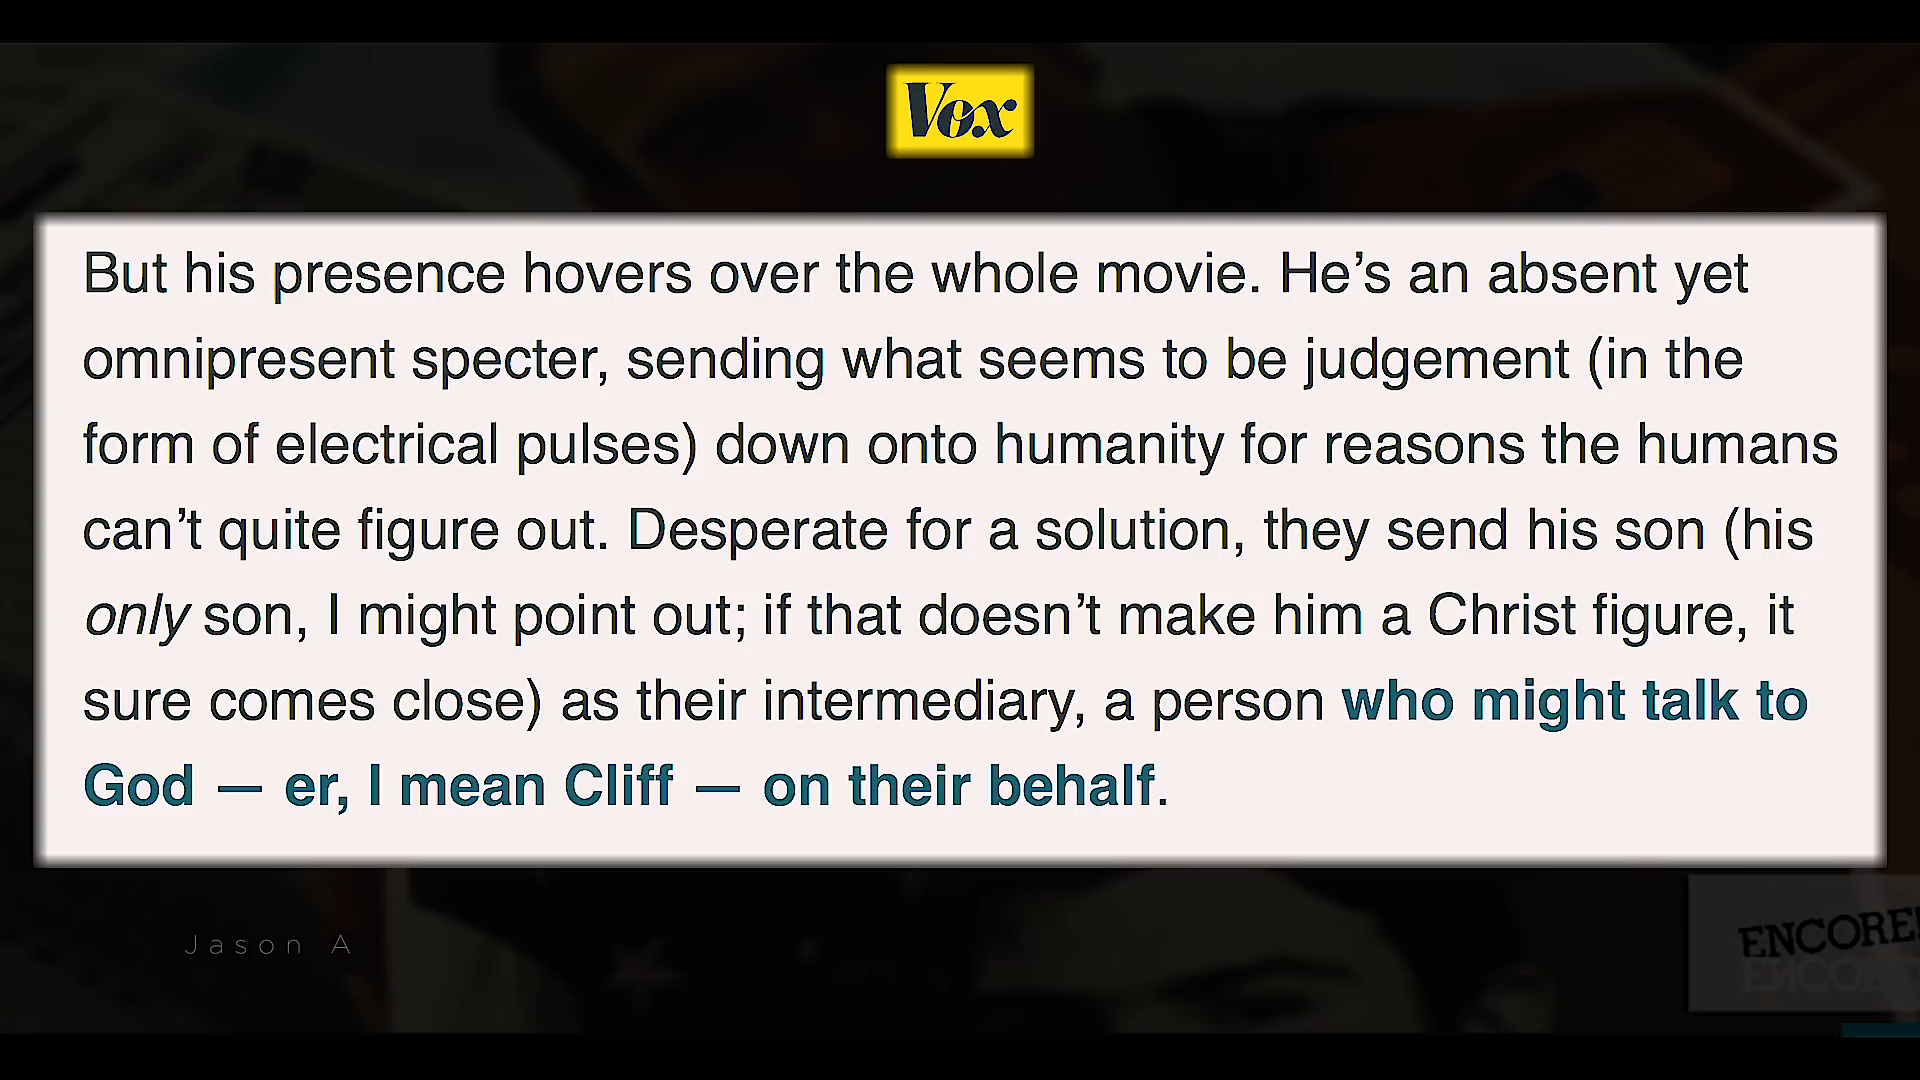 Vox
But his presence hovers over the whole movie. He’s an absent yet
omnipresent specter, sending what seems to be judgement (in the
form of electrical pulses) down onto humanity for reasons the humans
can’t quite figure out. Desperate for a solution, they send his son (his
only son, I might point out; if that doesn’t make him a Christ figure, it
sure comes close) as their intermediary, a person who might talk to
God — er, I mean Cliff — on their behalf.
Jason A
ENCORE!